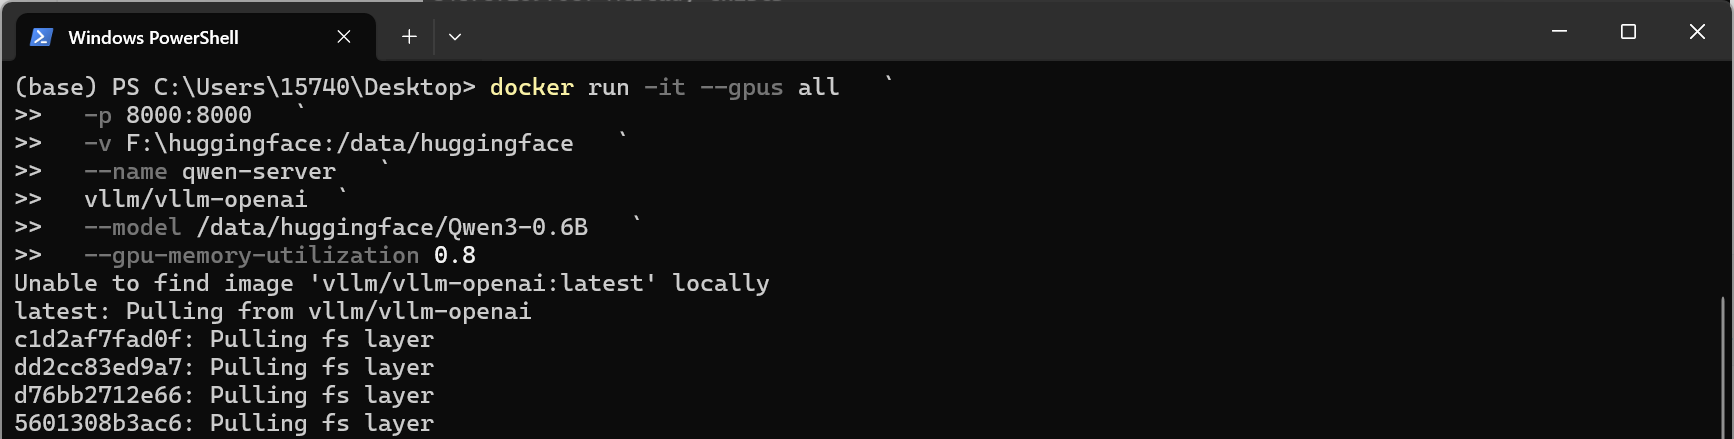 Windows PowerShell
(base) PS C:\Users\15740\Desktop> docker run -it --gpus all   `
>>   -p 8000:8000   `
>>   -v F:\huggingface:/data/huggingface   `
>>   --name qwen-server   `
>>   vllm/vllm-openai  `
>>   --model /data/huggingface/Qwen3-0.6B   `
>>   --gpu-memory-utilization 0.8
Unable to find image 'vllm/vllm-openai:latest' locally
latest: Pulling from vllm/vllm-openai
c1d2af7fad0f: Pulling fs layer
dd2cc83ed9a7: Pulling fs layer
d76bb2712e66: Pulling fs layer
5601308b3ac6: Pulling fs layer